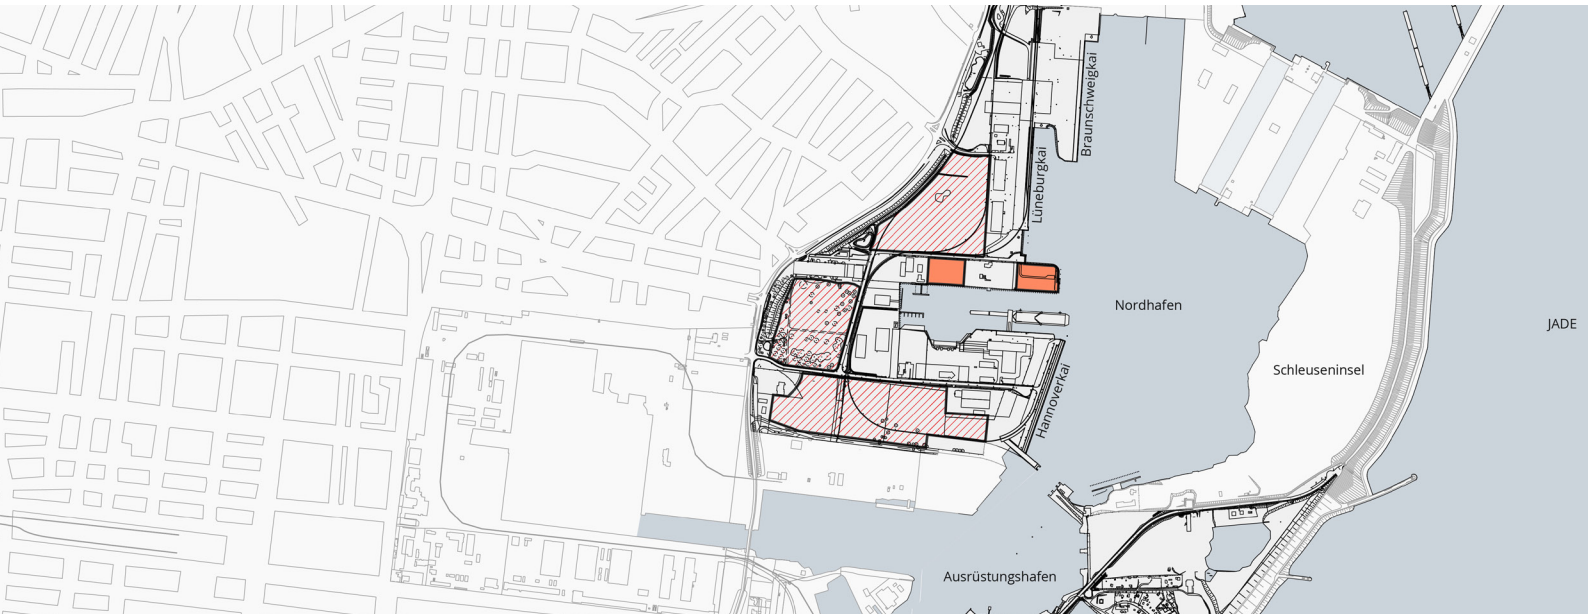 Braunschweigkai
Lüneburgkai
Nordhafen
JADE
Schleuseninsel
Hannoverkai
Ausrüstungshafen